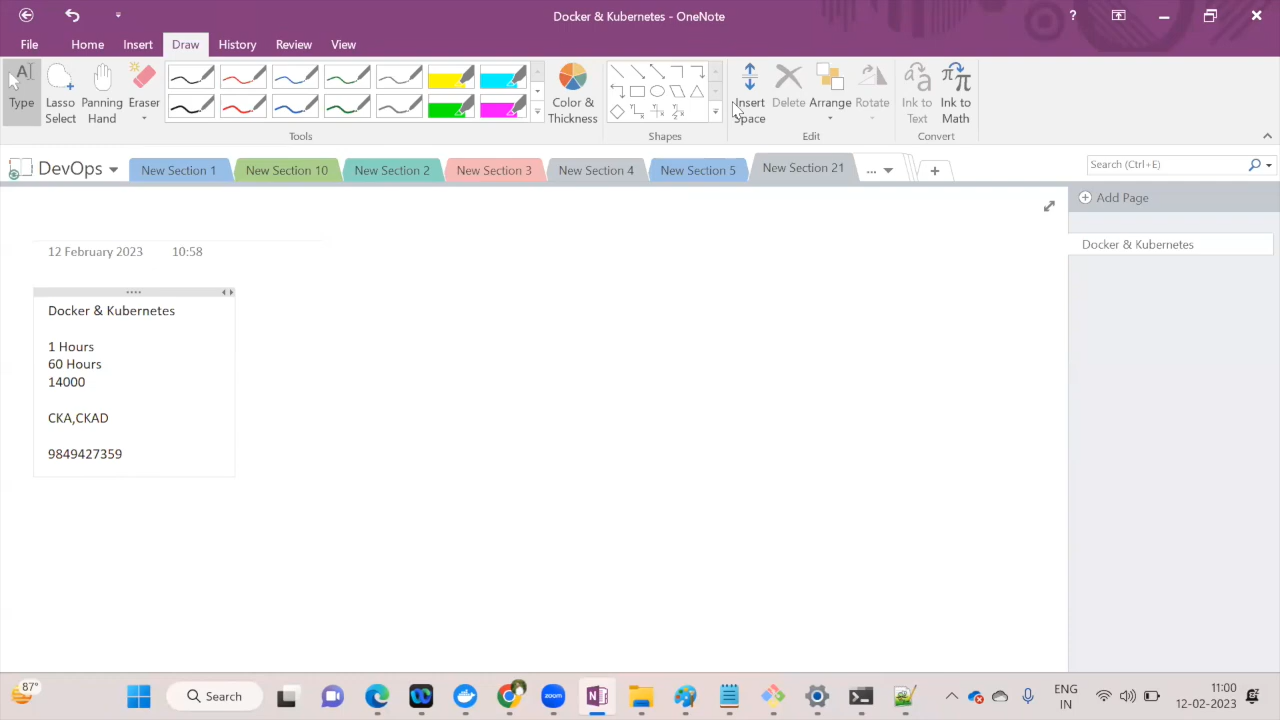 Docker & Kubernetes - OneNote
?
File Home Insert Draw History Review View
Type
Lasso Select
Panning Hand
Eraser
Color & Thickness
Insert Space
Delete
Arrange
Rotate
Ink to Text
Ink to Math
Tools
Shapes
Edit
Convert
DevOps
New Section 1
New Section 10
New Section 2
New Section 3
New Section 4
New Section 5
New Section 21
...
+
Search (Ctrl+E)
Add Page
Docker & Kubernetes
12 February 2023 10:58
Docker & Kubernetes
1 Hours
60 Hours
14000
CKA,CKAD
9849427359
87°
Search
zoom
ENG
IN
11:00
12-02-2023